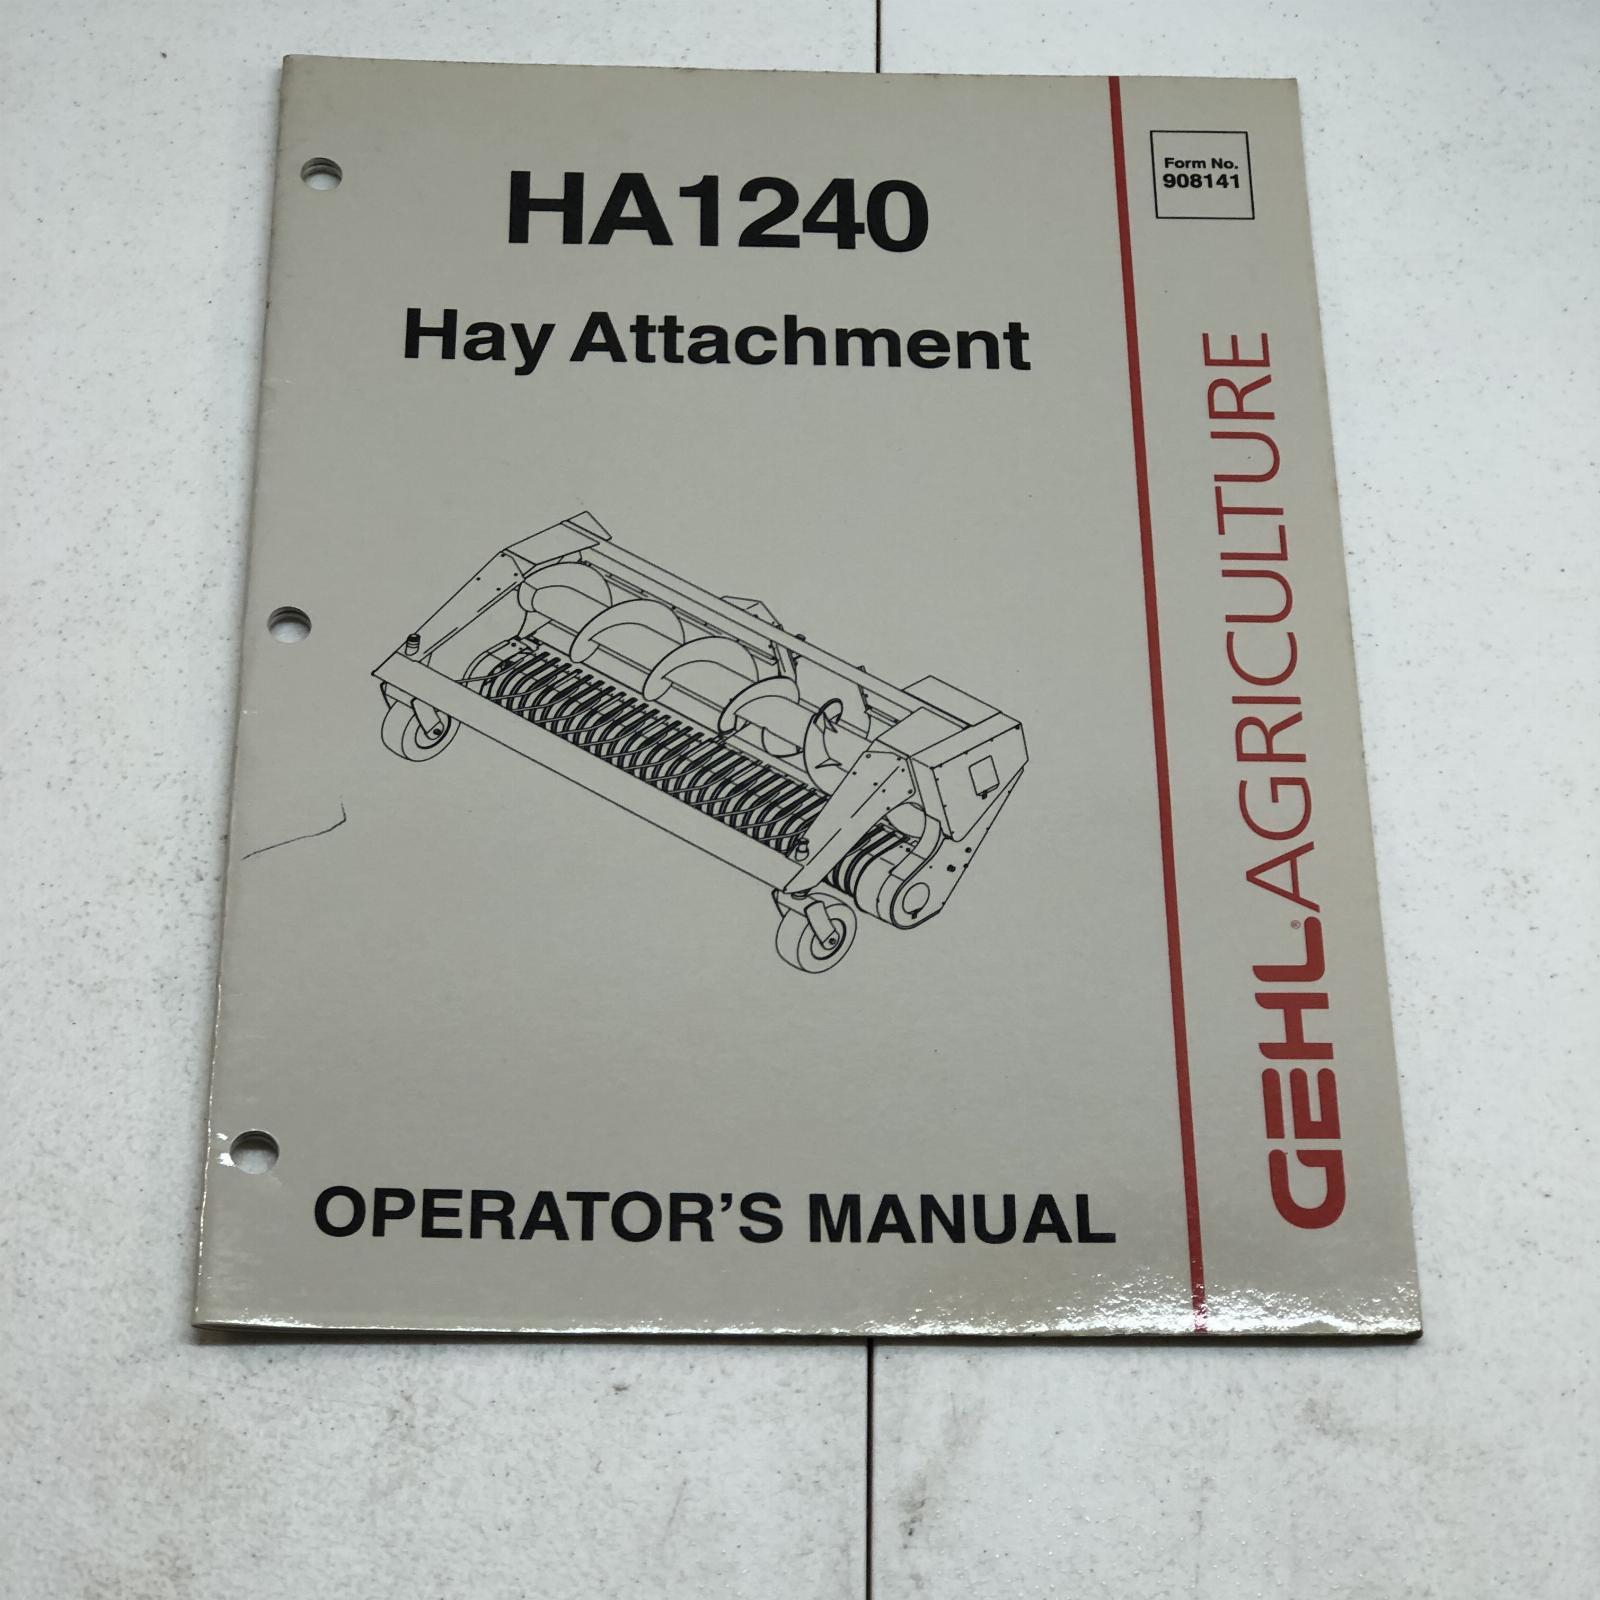 HA1240
Hay Attachment
Form No.
908141
GEHL® AGRICULTURE
OPERATOR'S MANUAL